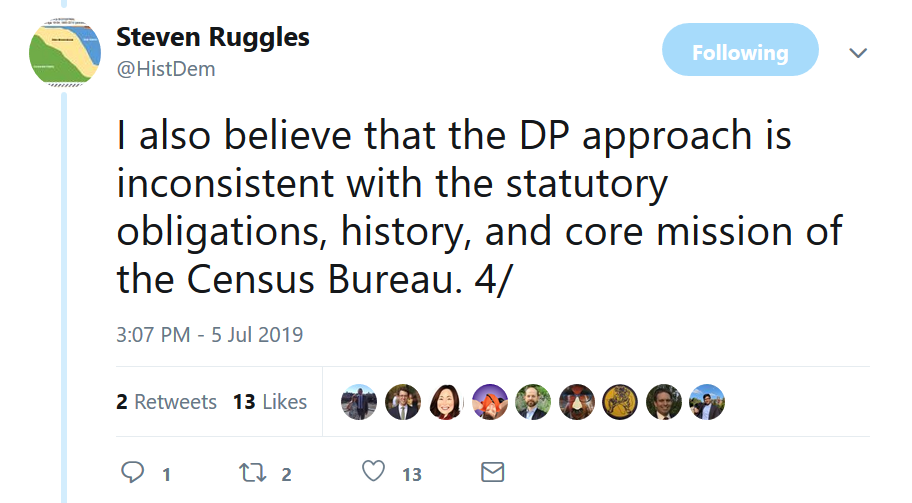 Steven Ruggles
@HistDem
Following
I also believe that the DP approach is
inconsistent with the statutory
obligations, history, and core mission of
the Census Bureau. 4/
3:07 PM - 5 Jul 2019
2 Retweets 13 Likes
1 2 13